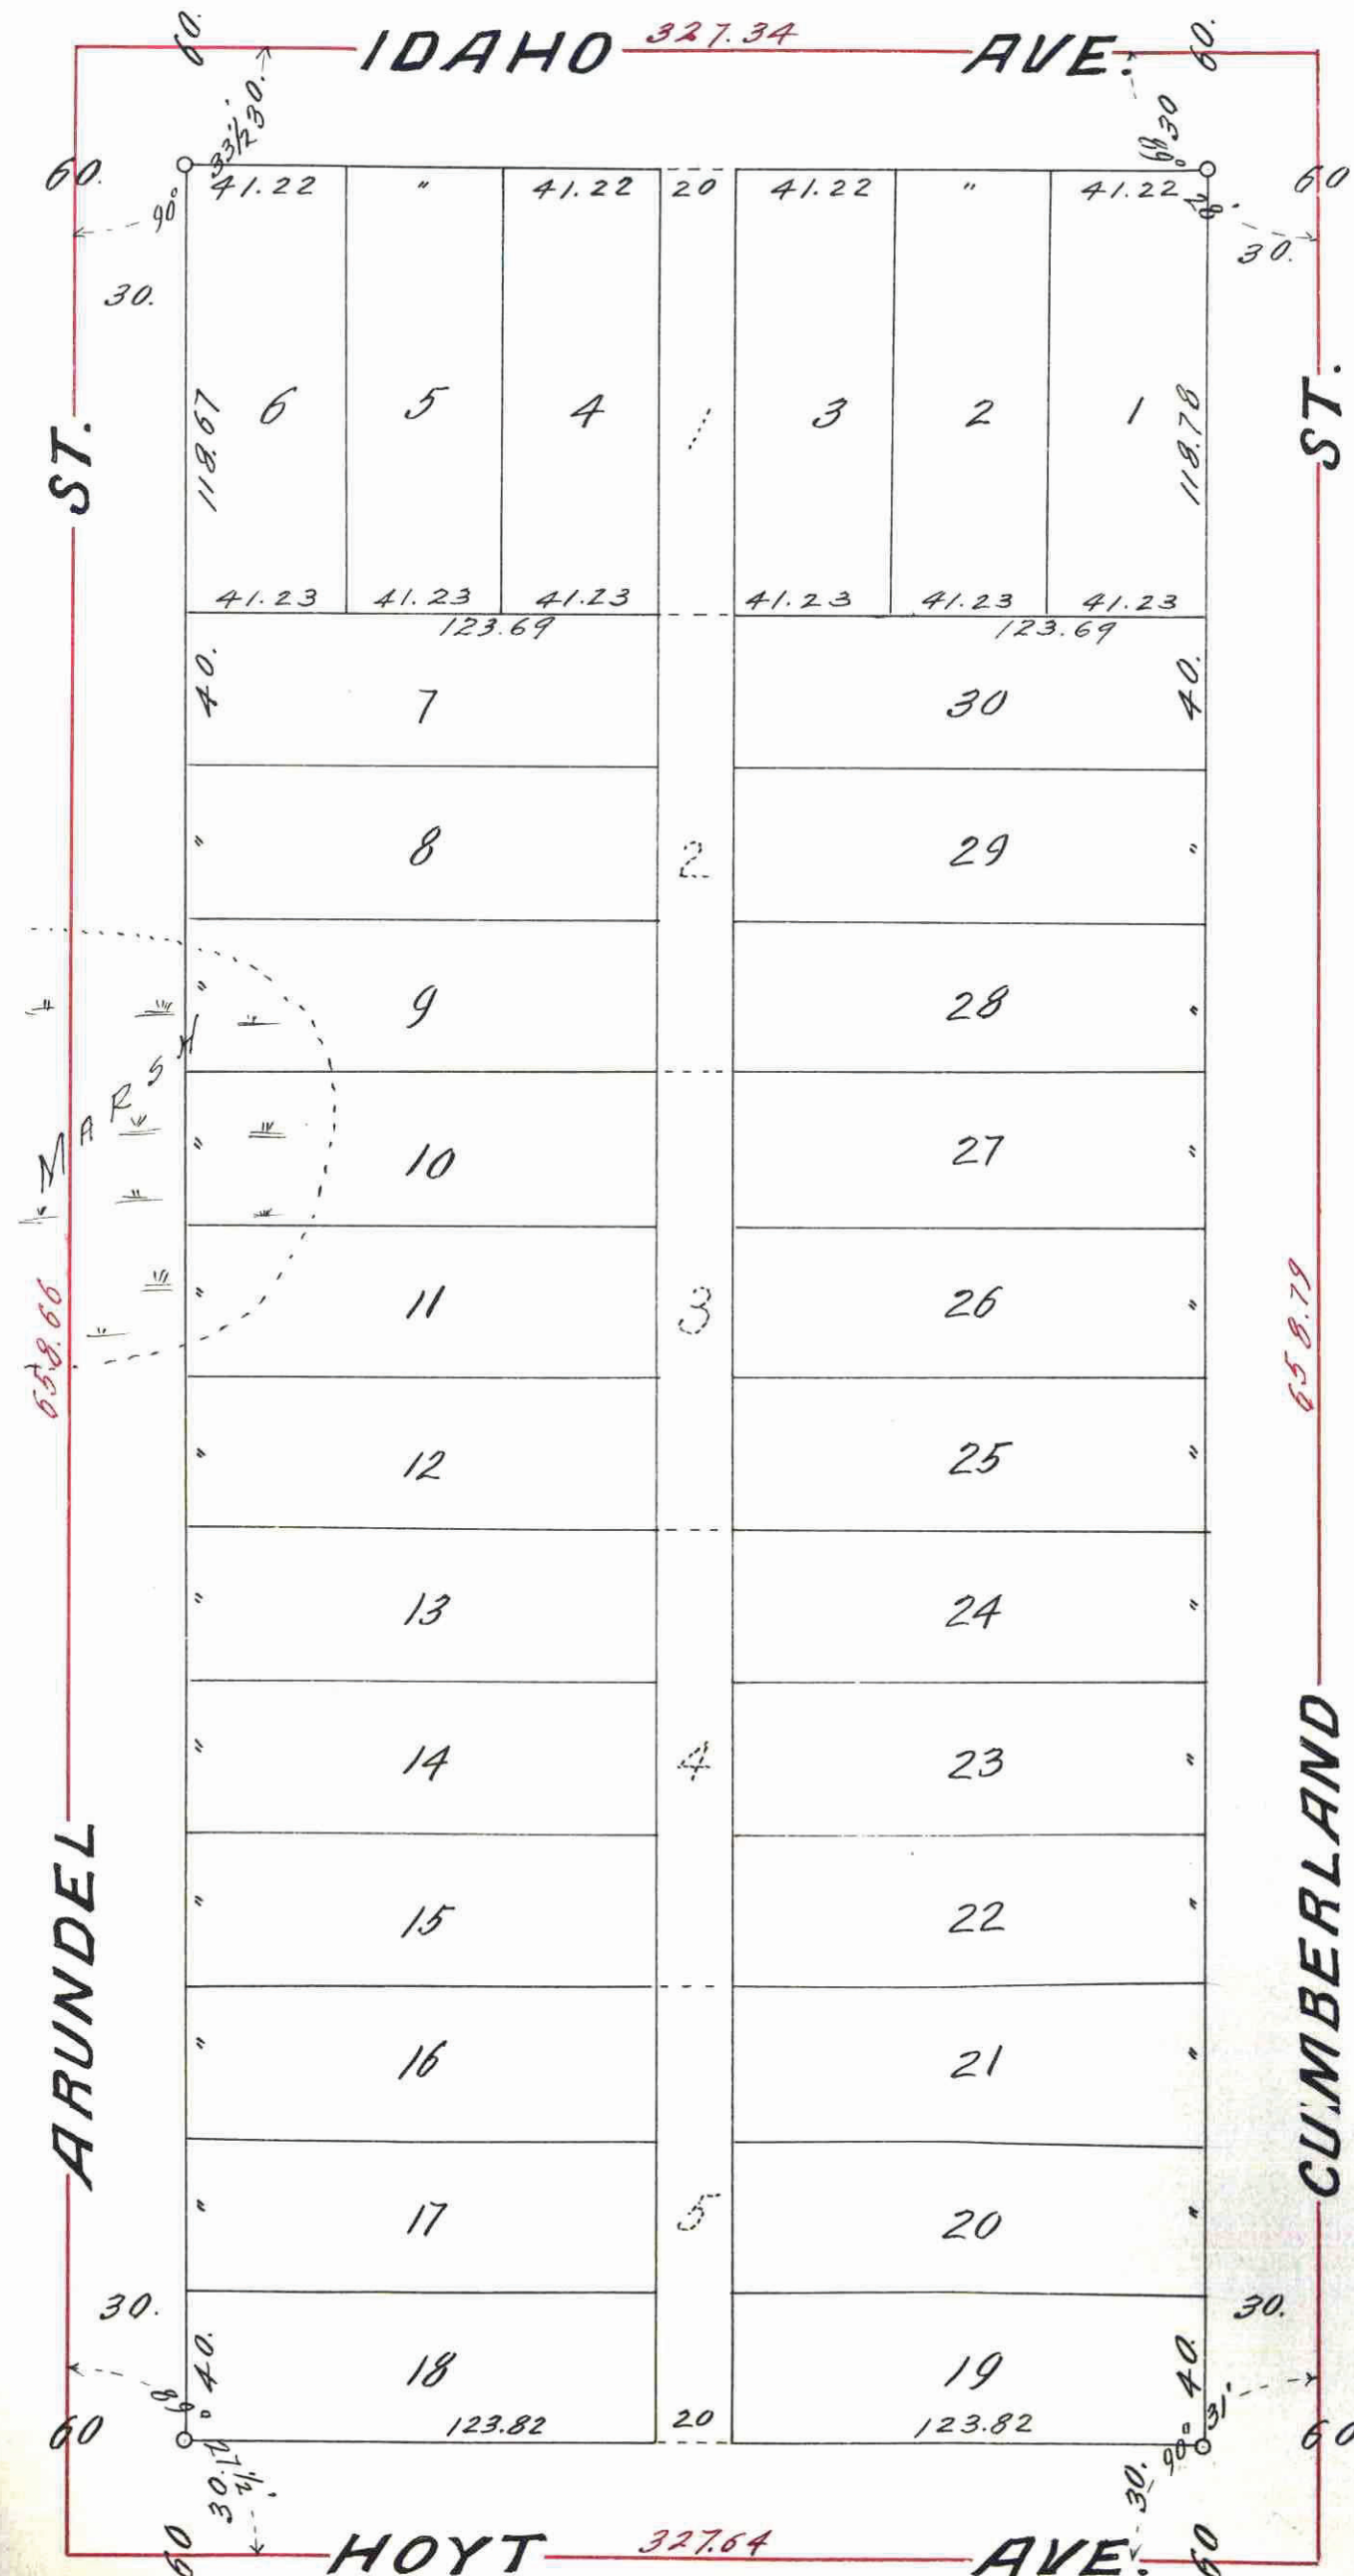 IDAHO 327.34 AVE.
60. 60.
33½' 30. 30
60. 60
90° 89° 28'
41.22 " 41.22 20 41.22 " 41.22
30. 30.
6 5 4 1 3 2 1
118.67 118.78
ST. ST.
41.23 41.23 41.23 41.23 41.23 41.23
123.69 123.69
40. 7 30 40.
" 8 2 29 "
" 9 28 "
MARSH
" 10 27 "
658.66 " 11 3 26 " 658.79
" 12 25 "
" 13 24 "
" 14 4 23 "
" 15 22 "
ARUNDEL CUMBERLAND
" 16 21 "
" 17 5 20 "
30. 30.
40. 18 19 40.
89° 27½' 90° 31'
60 123.82 20 123.82 60
30. 30.
60 60
HOYT 327.64 AVE.